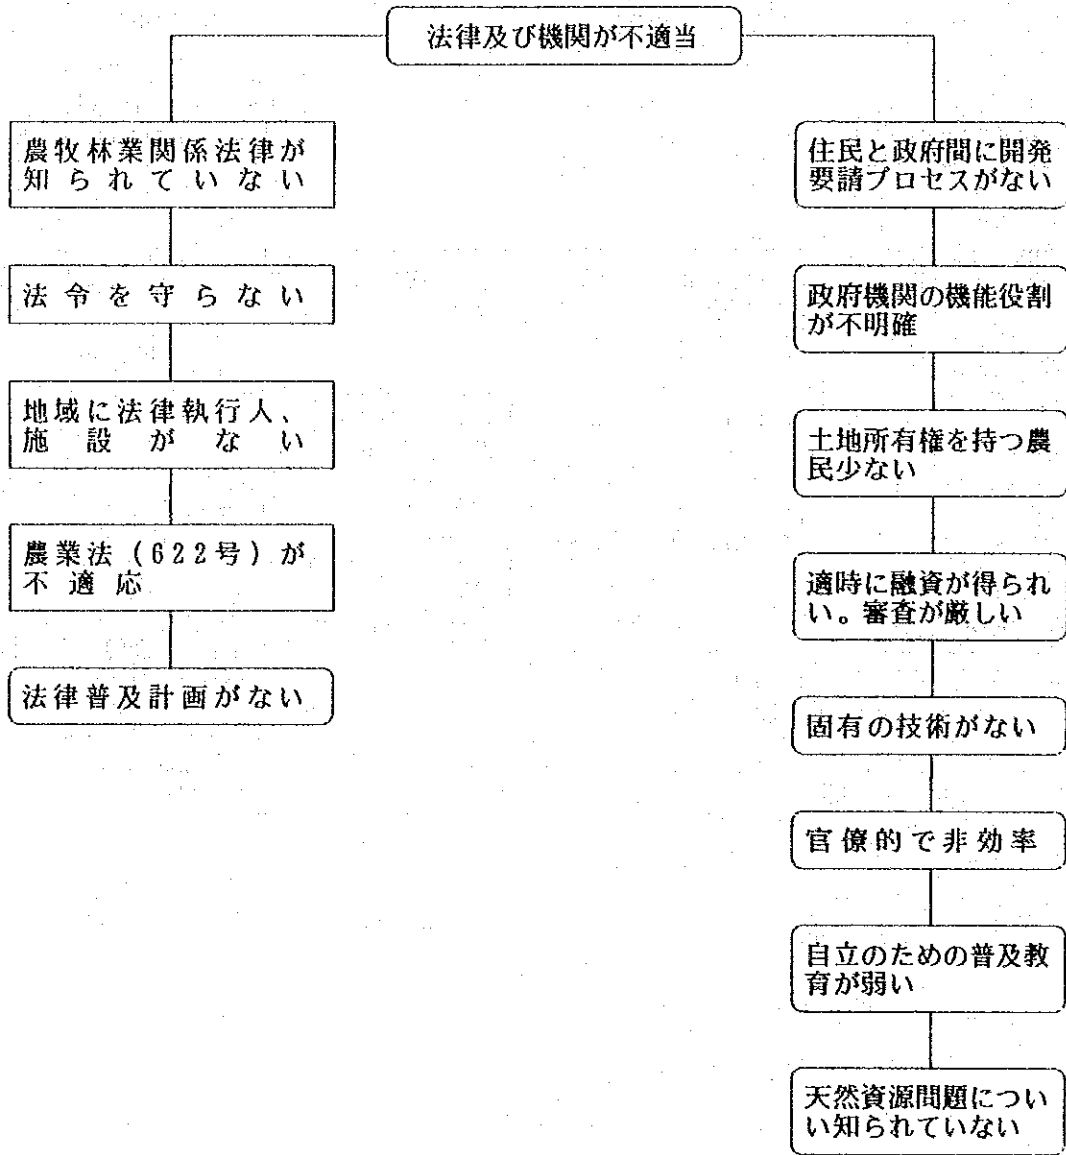 法律及び機関が不適当
農牧林業関係法律が
知られていない
法令を守らない
地域に法律執行人、
施設がない
農業法(622号)が
不適応
法律普及計画がない
住民と政府間に開発
要請プロセスがない
政府機関の機能役割
が不明確
土地所有権を持つ農
民少ない
適時に融資が得られ
い。審査が厳しい
固有の技術がない
官僚的で非効率
自立のための普及教
育が弱い
天然資源問題につい
い知られていない